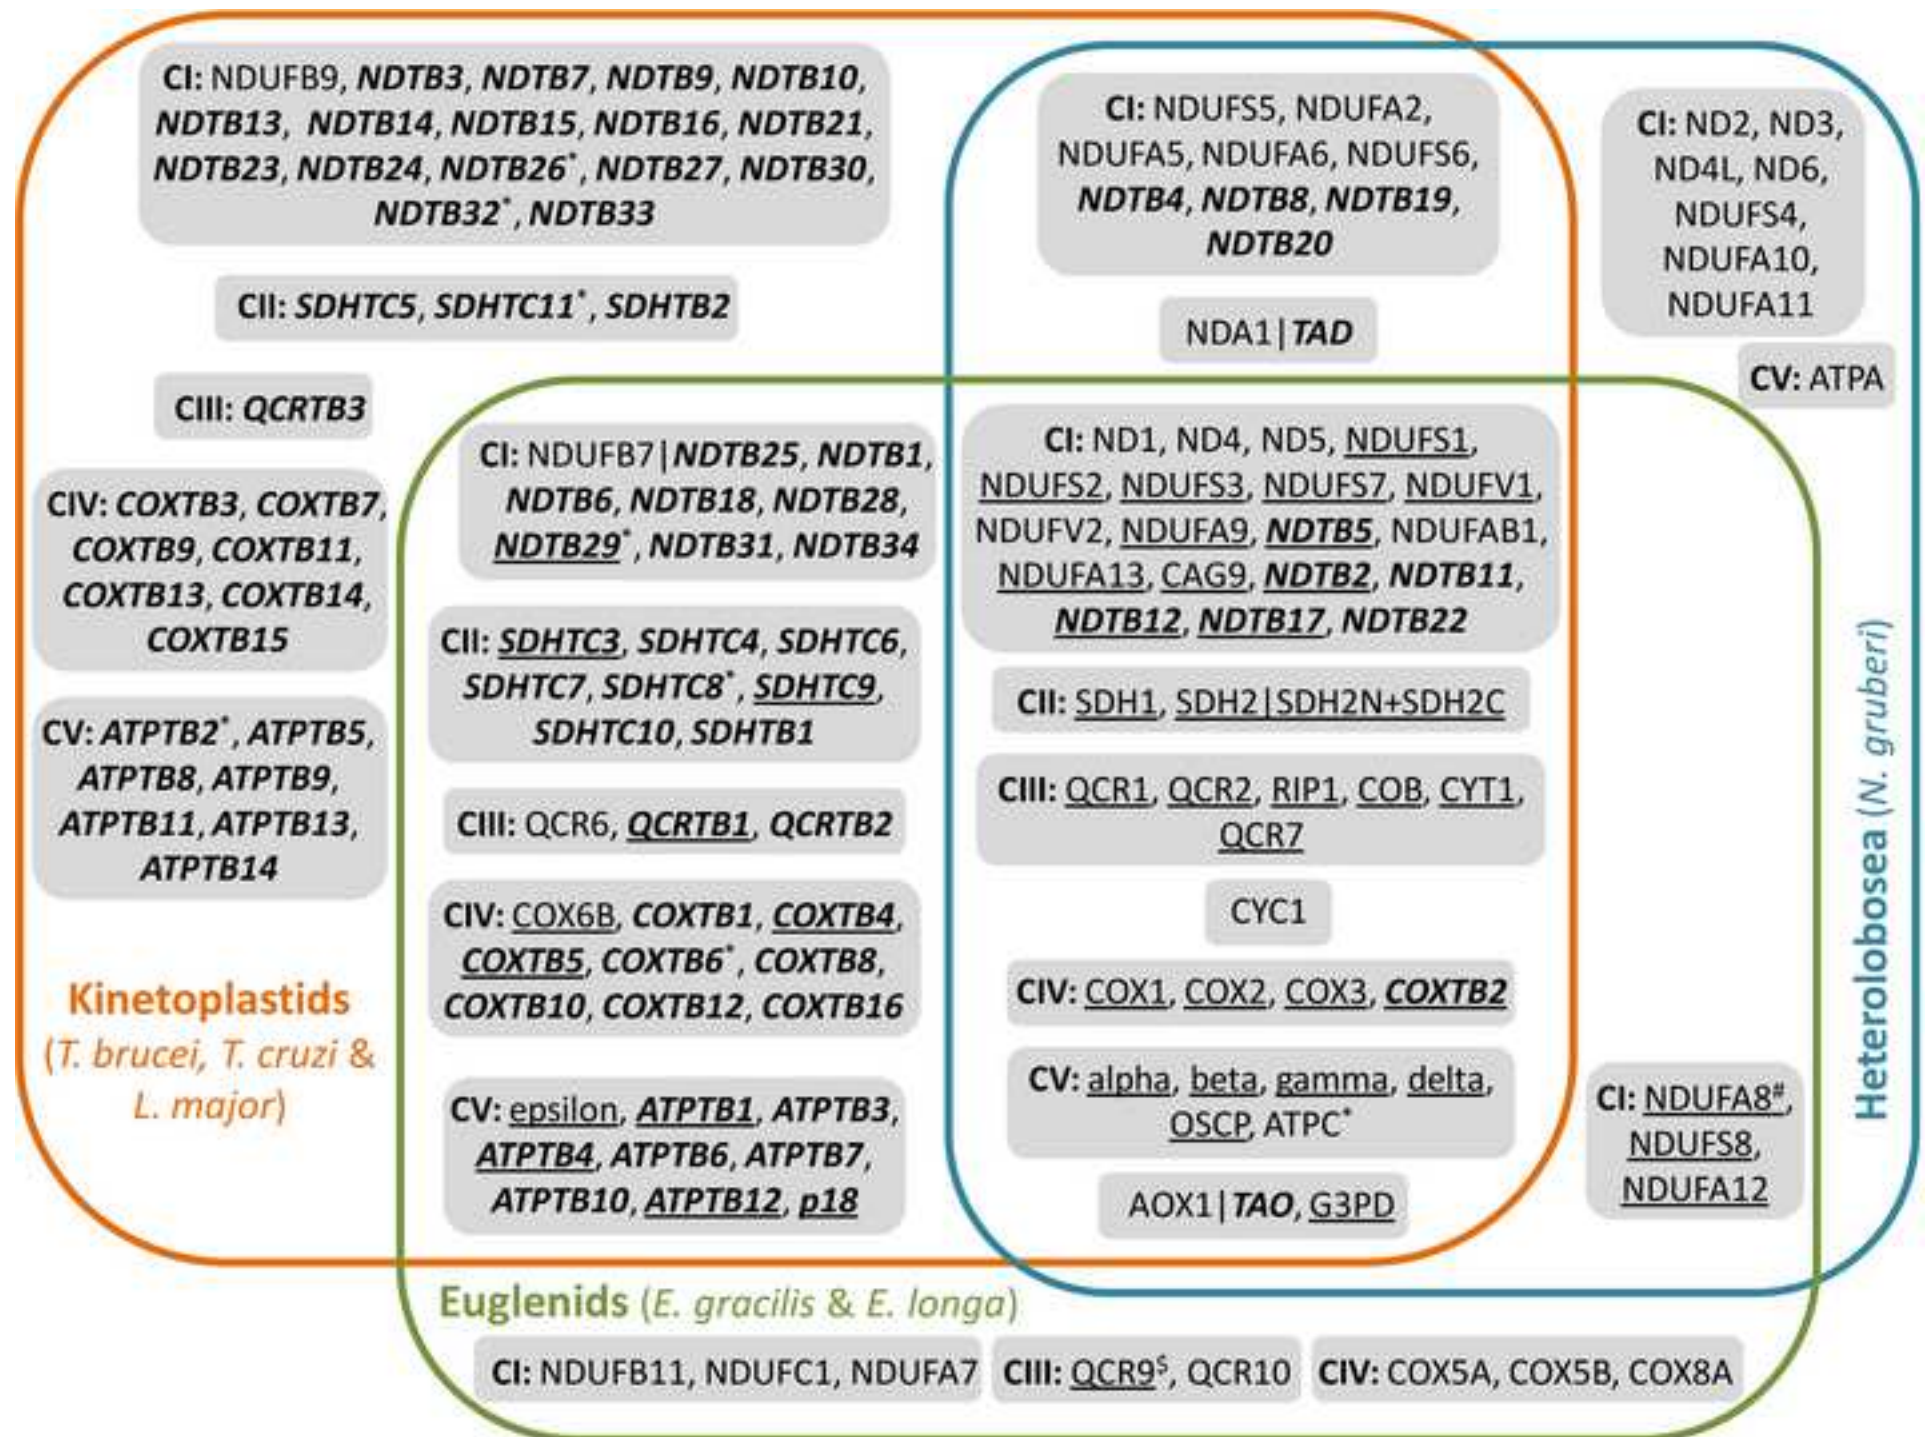 CI: NDUFB9, NDTB3, NDTB7, NDTB9, NDTB10,
NDTB13, NDTB14, NDTB15, NDTB16, NDTB21,
NDTB23, NDTB24, NDTB26*, NDTB27, NDTB30,
NDTB32*, NDTB33
CII: SDHTC5, SDHTC11*, SDHTB2
CIII: QCRTB3
CIV: COXTB3, COXTB7,
COXTB9, COXTB11,
COXTB13, COXTB14,
COXTB15
CV: ATPTB2*, ATPTB5,
ATPTB8, ATPTB9,
ATPTB11, ATPTB13,
ATPTB14
Kinetoplastids
(T. brucei, T. cruzi &
L. major)
CI: NDUFS5, NDUFA2,
NDUFA5, NDUFA6, NDUFS6,
NDTB4, NDTB8, NDTB19,
NDTB20
NDA1|TAD
CI: ND2, ND3,
ND4L, ND6,
NDUFS4,
NDUFA10,
NDUFA11
CV: ATPA
CI: NDUFB7|NDTB25, NDTB1,
NDTB6, NDTB18, NDTB28,
NDTB29*, NDTB31, NDTB34
CII: SDHTC3, SDHTC4, SDHTC6,
SDHTC7, SDHTC8*, SDHTC9,
SDHTC10, SDHTB1
CIII: QCR6, QCRTB1, QCRTB2
CIV: COX6B, COXTB1, COXTB4,
COXTB5, COXTB6*, COXTB8,
COXTB10, COXTB12, COXTB16
CV: epsilon, ATPTB1, ATPTB3,
ATPTB4, ATPTB6, ATPTB7,
ATPTB10, ATPTB12, p18
CI: ND1, ND4, ND5, NDUFS1,
NDUFS2, NDUFS3, NDUFS7, NDUFV1,
NDUFV2, NDUFA9, NDTB5, NDUFAB1,
NDUFA13, CAG9, NDTB2, NDTB11,
NDTB12, NDTB17, NDTB22
CII: SDH1, SDH2|SDH2N+SDH2C
CIII: QCR1, QCR2, RIP1, COB, CYT1,
QCR7
CYC1
CIV: COX1, COX2, COX3, COXTB2
CV: alpha, beta, gamma, delta,
OSCP, ATPC*
AOX1|TAO, G3PD
CI: NDUFA8#,
NDUFS8,
NDUFA12
Heterolobosea (N. gruberi)
Euglenids (E. gracilis & E. longa)
CI: NDUFB11, NDUFC1, NDUFA7
CIII: QCR9$, QCR10
CIV: COX5A, COX5B, COX8A